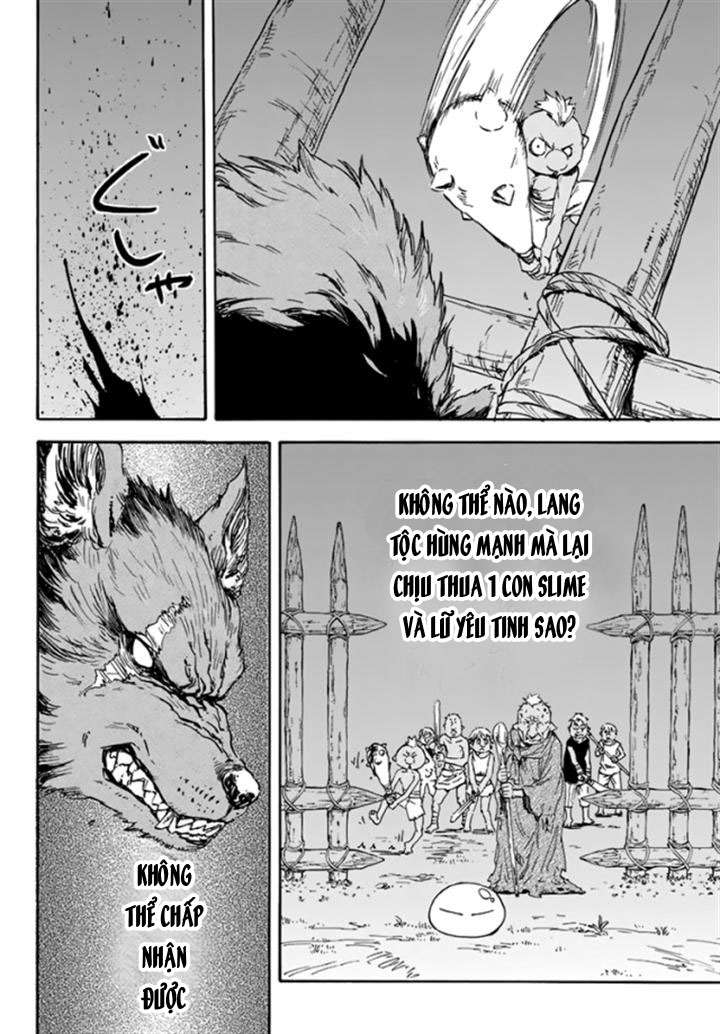 ぐしゃ
KHÔNG THỂ NÀO, LANG
TỘC HÙNG MẠNH MÀ LẠI
CHỊU THUA 1 CON SLIME
VÀ LŨ YÊU TINH SAO?
KHÔNG
THỂ CHẤP
NHẬN
ĐƯỢC